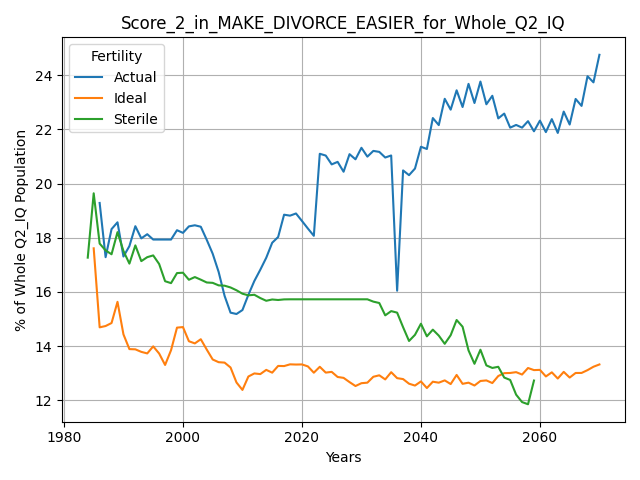 Score_2_in_MAKE_DIVORCE_EASIER_for_Whole_Q2_IQ
Fertility
Actual
Ideal
Sterile
% of Whole Q2_IQ Population
24
22
20
18
16
14
12
1980
2000
2020
2040
2060
Years